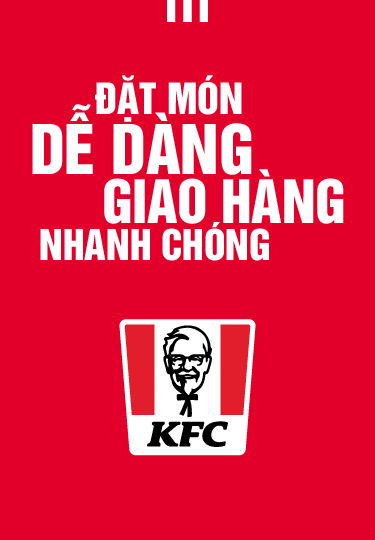 ĐẶT MÓN
DỄ DÀNG
GIAO HÀNG
NHANH CHÓNG
KFC